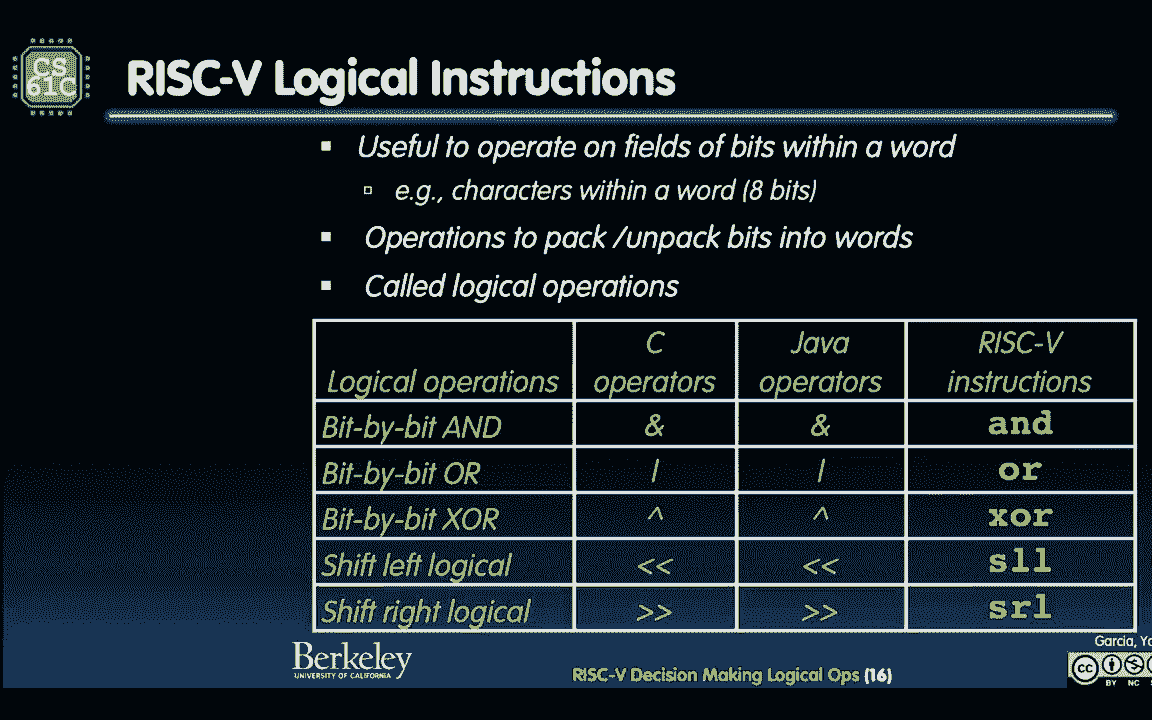 CS
61C
RISC-V Logical Instructions
Useful to operate on fields of bits within a word
e.g., characters within a word (8 bits)
Operations to pack /unpack bits into words
Called logical operations
Logical operations C operators Java operators RISC-V instructions
Bit-by-bit AND & & and
Bit-by-bit OR | | or
Bit-by-bit XOR ^ ^ xor
Shift left logical << << sll
Shift right logical >> >> srl
Berkeley
UNIVERSITY OF CALIFORNIA
RISC-V Decision Making Logical Ops (16)
Garcia,
cc
BY NC